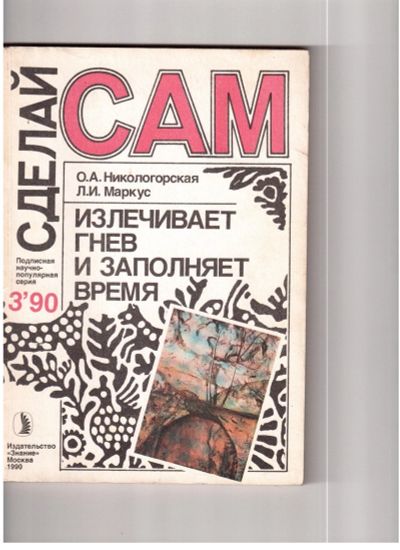 СДЕЛАЙ
САМ
О.А. Никологорская
Л.И. Маркус
ИЗЛЕЧИВАЕТ
ГНЕВ
И ЗАПОЛНЯЕТ
ВРЕМЯ
Подписная
научно-
популярная
серия
3'90
Издательство
«Знание»
Москва
1990